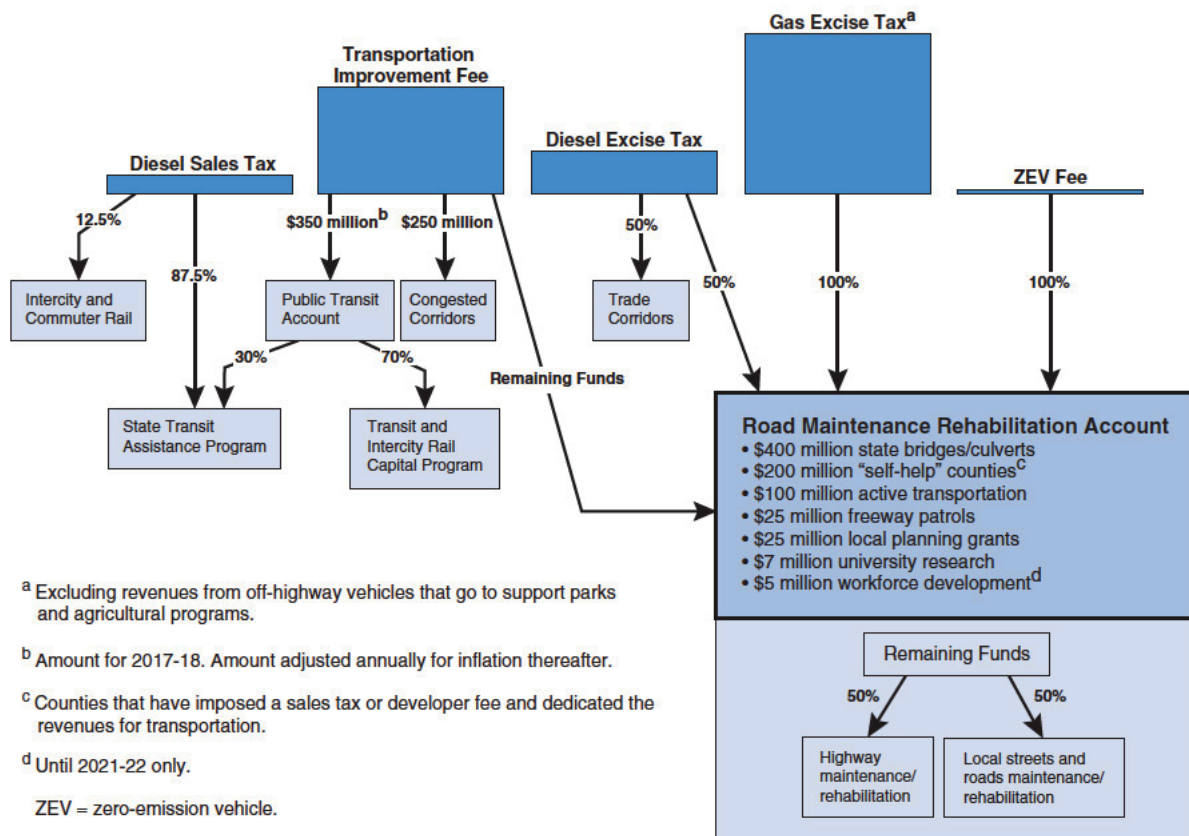 Gas Excise Tax a
Transportation
Improvement Fee
Diesel Excise Tax
Diesel Sales Tax
ZEV Fee
12.5%
$350 million b
$250 million
50%
87.5%
50%
100%
100%
Intercity and
Commuter Rail
Public Transit
Account
Congested
Corridors
Trade
Corridors
30%
70%
Remaining Funds
State Transit
Assistance Program
Transit and
Intercity Rail
Capital Program
Road Maintenance Rehabilitation Account
• $400 million state bridges/culverts
• $200 million “self-help” counties c
• $100 million active transportation
• $25 million freeway patrols
• $25 million local planning grants
• $7 million university research
• $5 million workforce development d
Remaining Funds
50%
50%
Highway
maintenance/
rehabilitation
Local streets and
roads maintenance/
rehabilitation
a Excluding revenues from off-highway vehicles that go to support parks
and agricultural programs.
b Amount for 2017-18. Amount adjusted annually for inflation thereafter.
c Counties that have imposed a sales tax or developer fee and dedicated the
revenues for transportation.
d Until 2021-22 only.
ZEV = zero-emission vehicle.